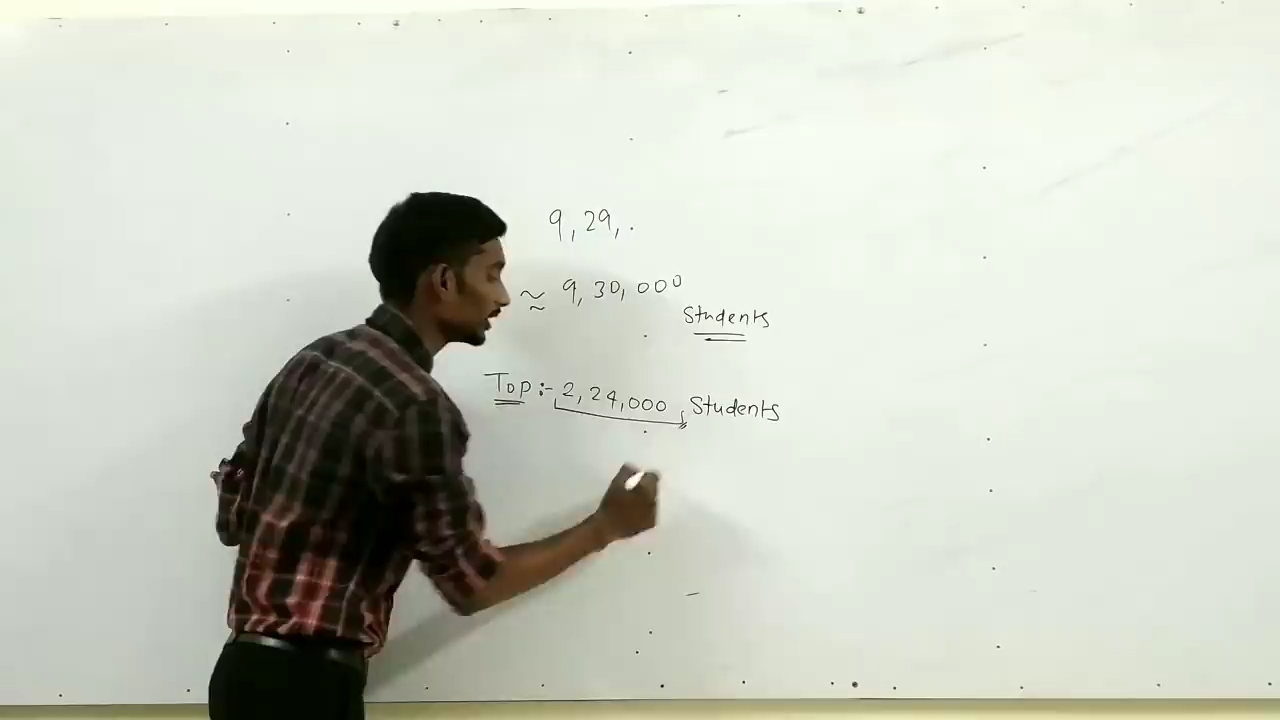 9,29,.
≈ 9,30,000
Students
Top :- 2,24,000, Students